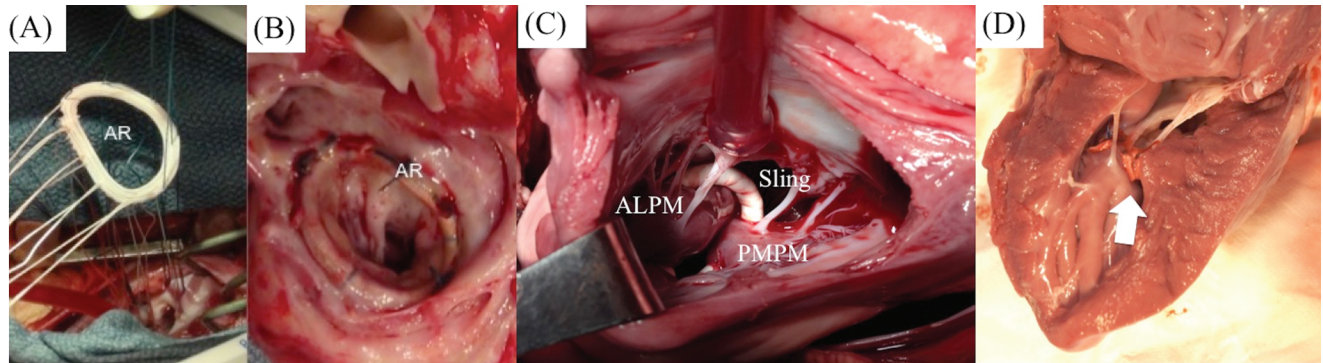 (A)
AR
(B)
AR
(C)
ALPM
Sling
PMPM
(D)